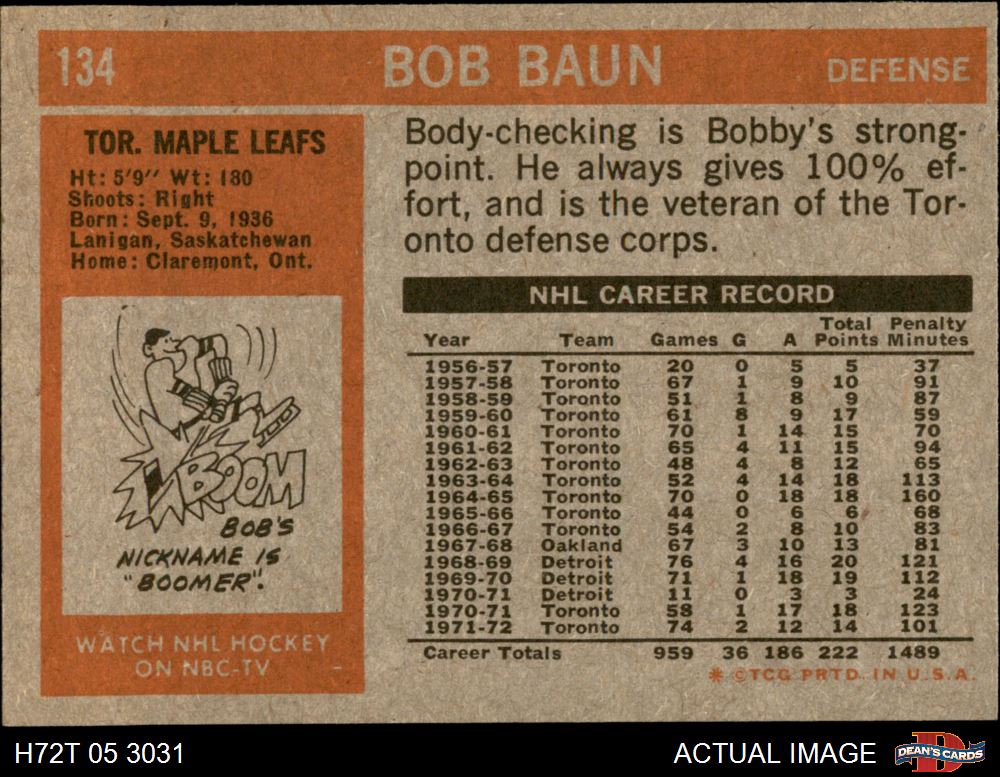 134 BOB BAUN DEFENSE
TOR. MAPLE LEAFS
Ht: 5'9" Wt: 180
Shoots: Right
Born: Sept. 9, 1936
Lanigan, Saskatchewan
Home: Claremont, Ont.
BOOM
BOB'S
NICKNAME IS
"BOOMER".
WATCH NHL HOCKEY
ON NBC-TV
Body-checking is Bobby's strong-
point. He always gives 100% ef-
fort, and is the veteran of the Tor-
onto defense corps.
NHL CAREER RECORD
Total Penalty
Year Team Games G A Points Minutes
1956-57 Toronto 20 0 5 5 37
1957-58 Toronto 67 1 9 10 91
1958-59 Toronto 51 1 8 9 87
1959-60 Toronto 61 8 9 17 59
1960-61 Toronto 70 1 14 15 70
1961-62 Toronto 65 4 11 15 94
1962-63 Toronto 48 4 8 12 65
1963-64 Toronto 52 4 14 18 113
1964-65 Toronto 70 0 18 18 160
1965-66 Toronto 44 0 6 6 68
1966-67 Toronto 54 2 8 10 83
1967-68 Oakland 67 3 10 13 81
1968-69 Detroit 76 4 16 20 121
1969-70 Detroit 71 1 18 19 112
1970-71 Detroit 11 0 3 3 24
1970-71 Toronto 58 1 17 18 123
1971-72 Toronto 74 2 12 14 101
Career Totals 959 36 186 222 1489
* ©TCG PRTD. IN U.S.A.
H72T 05 3031 ACTUAL IMAGE DEAN'S CARDS